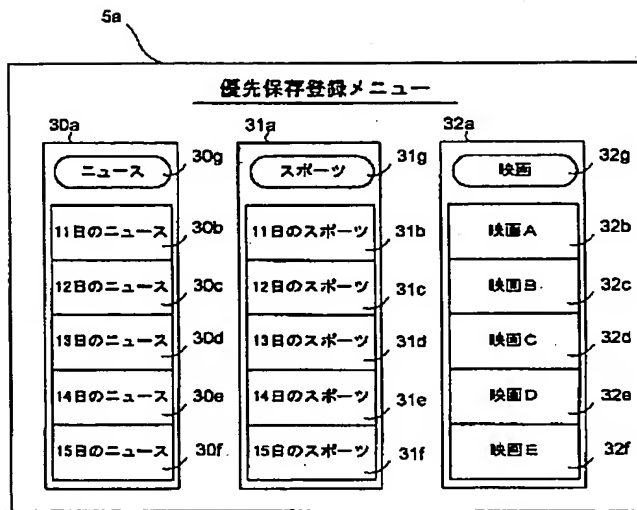 5a
優先保存登録メニュー
30a
31a
32a
ニュース
30g
スポーツ
31g
映画
32g
11日のニュース
30b
11日のスポーツ
31b
映画A
32b
12日のニュース
30c
12日のスポーツ
31c
映画B
32c
13日のニュース
30d
13日のスポーツ
31d
映画C
32d
14日のニュース
30e
14日のスポーツ
31e
映画D
32e
15日のニュース
30f
15日のスポーツ
31f
映画E
32f